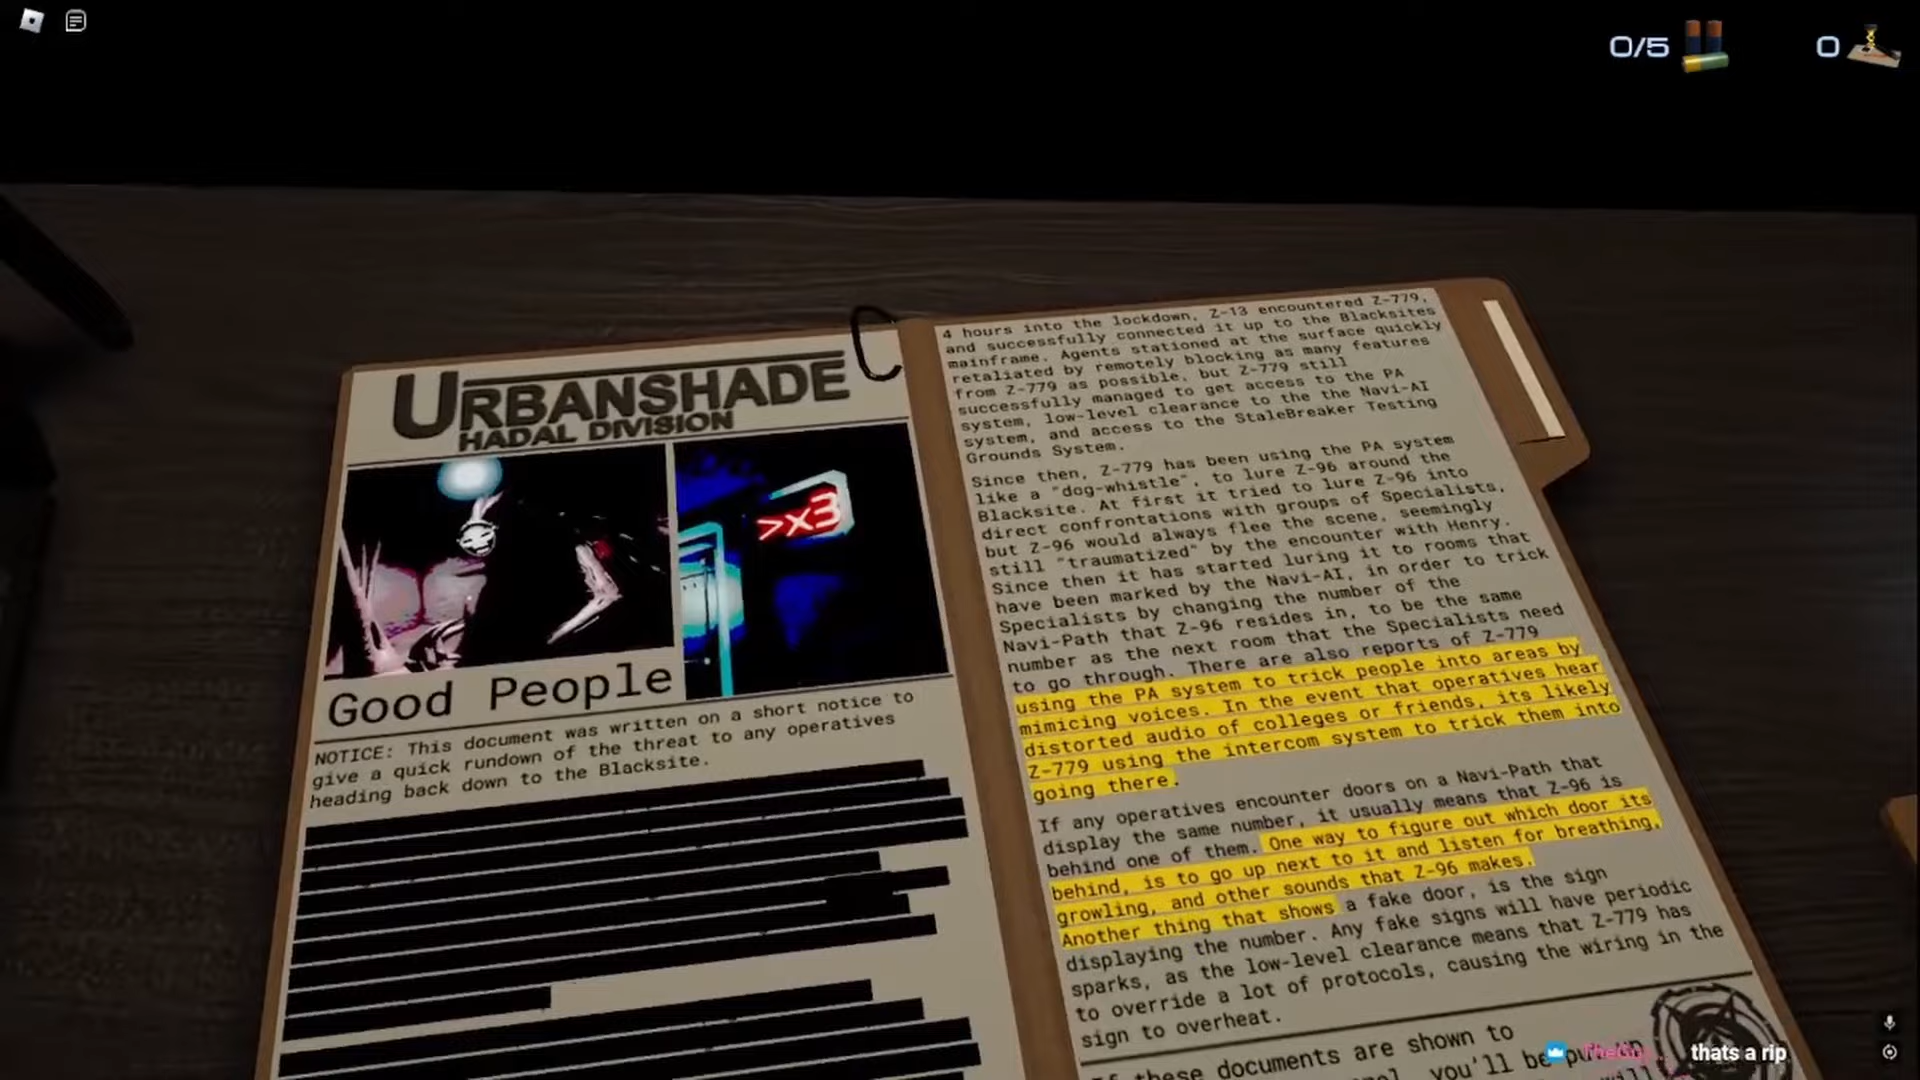 0/5
0
URBANSHADE
HADAL DIVISION
>x3
Good People
NOTICE: This document was written on a short notice to
give a quick rundown of the threat to any operatives
heading back down to the Blacksite.
4 hours into the lockdown, Z-13 encountered Z-779,
and successfully connected it up to the Blacksites
mainframe. Agents stationed at the surface quickly
retaliated by remotely blocking as many features
from Z-779 as possible, but Z-779 still
successfully managed to get access to the PA
system, low-level clearance to the the Navi-AI
system, and access to the StaleBreaker Testing
Grounds System.
Since then, Z-779 has been using the PA system
like a "dog-whistle", to lure Z-96 around the
Blacksite. At first it tried to lure Z-96 into
direct confrontations with groups of Specialists,
but Z-96 would always flee the scene, seemingly
still "traumatized" by the encounter with Henry.
Since then it has started luring it to rooms that
have been marked by the Navi-AI, in order to trick
Specialists by changing the number of the
Navi-Path that Z-96 resides in, to be the same
number as the next room that the Specialists need
to go through. There are also reports of Z-779
using the PA system to trick people into areas by
mimicing voices. In the event that operatives hear
distorted audio of colleges or friends, its likely
Z-779 using the intercom system to trick them into
going there.
If any operatives encounter doors on a Navi-Path that
display the same number, it usually means that Z-96 is
behind one of them. One way to figure out which door its
behind, is to go up next to it and listen for breathing,
growling, and other sounds that Z-96 makes.
Another thing that shows a fake door, is the sign
displaying the number. Any fake signs will have periodic
sparks, as the low-level clearance means that Z-779 has
to override a lot of protocols, causing the wiring in the
sign to overheat.
these documents are shown to
you'll be
thats a rip